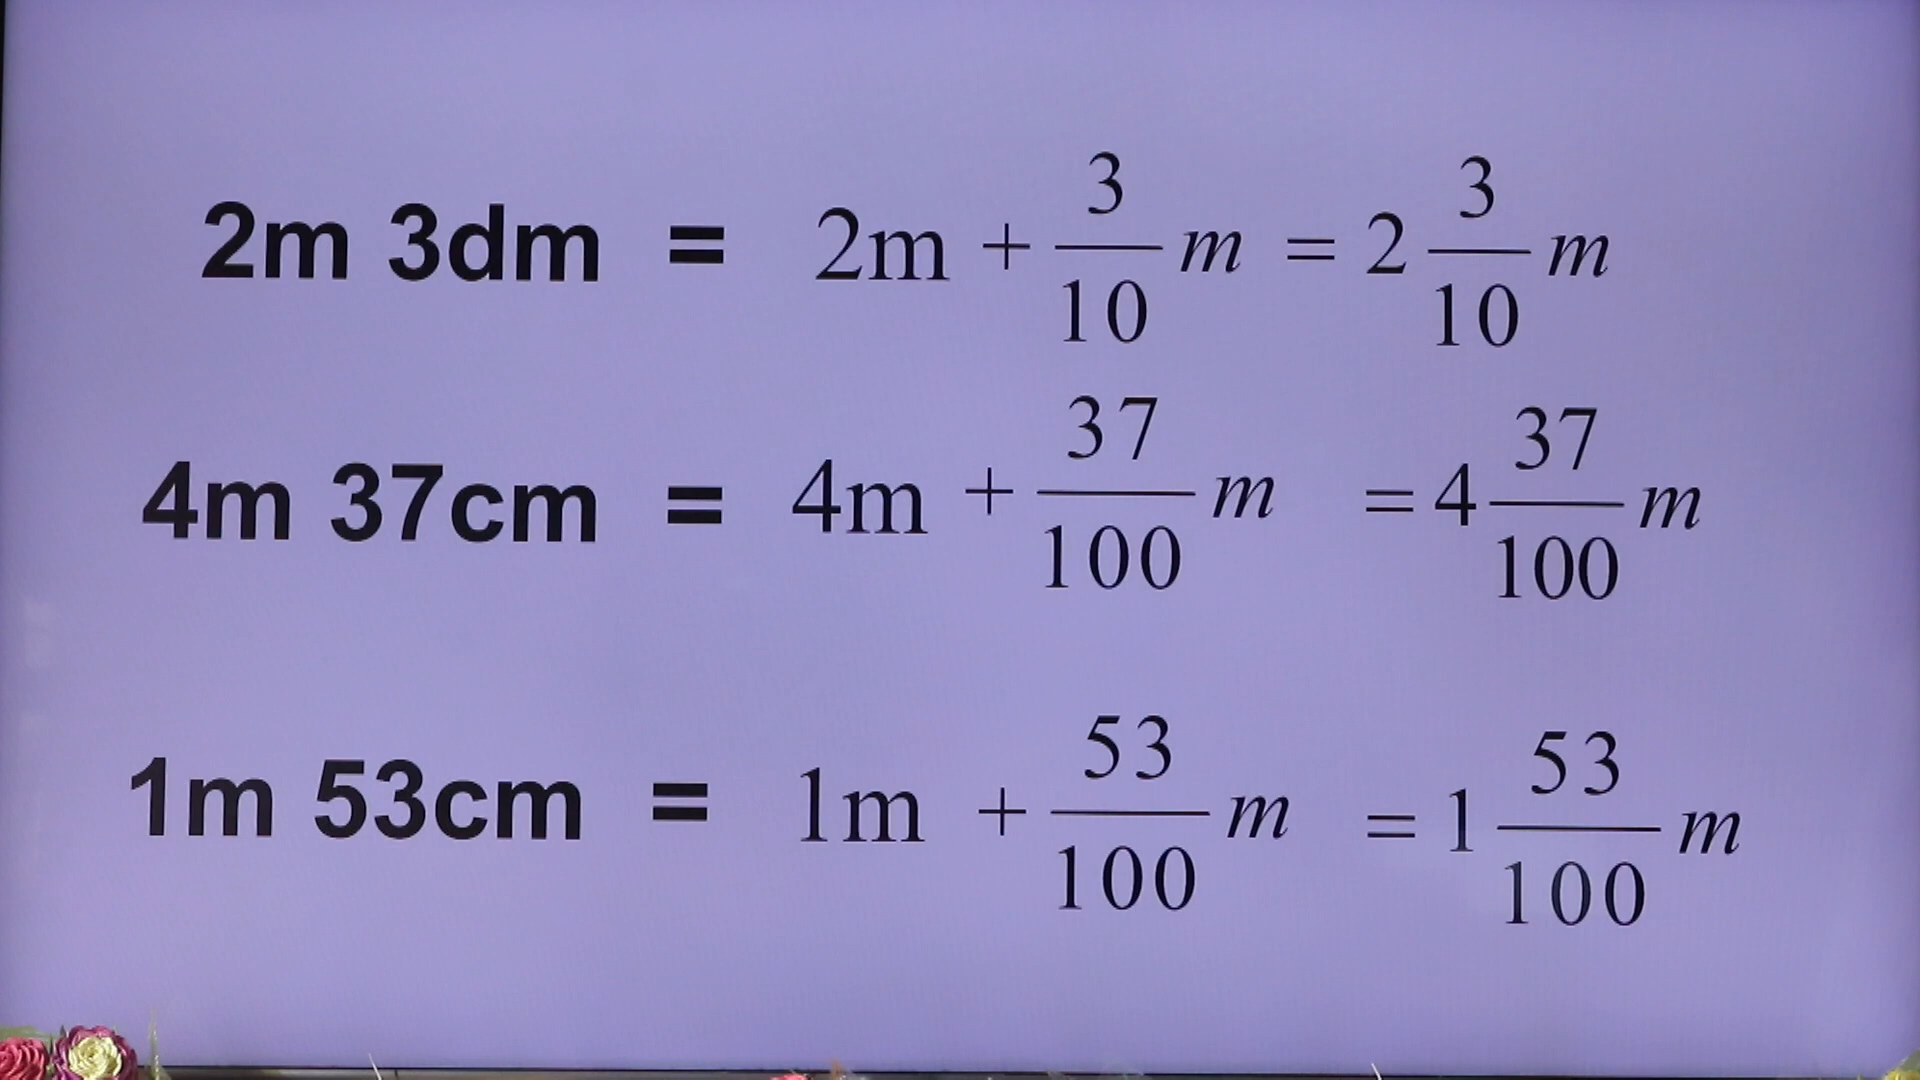 2m 3dm = 2m + 3/10 m = 2 3/10 m
4m 37cm = 4m + 37/100 m = 4 37/100 m
1m 53cm = 1m + 53/100 m = 1 53/100 m